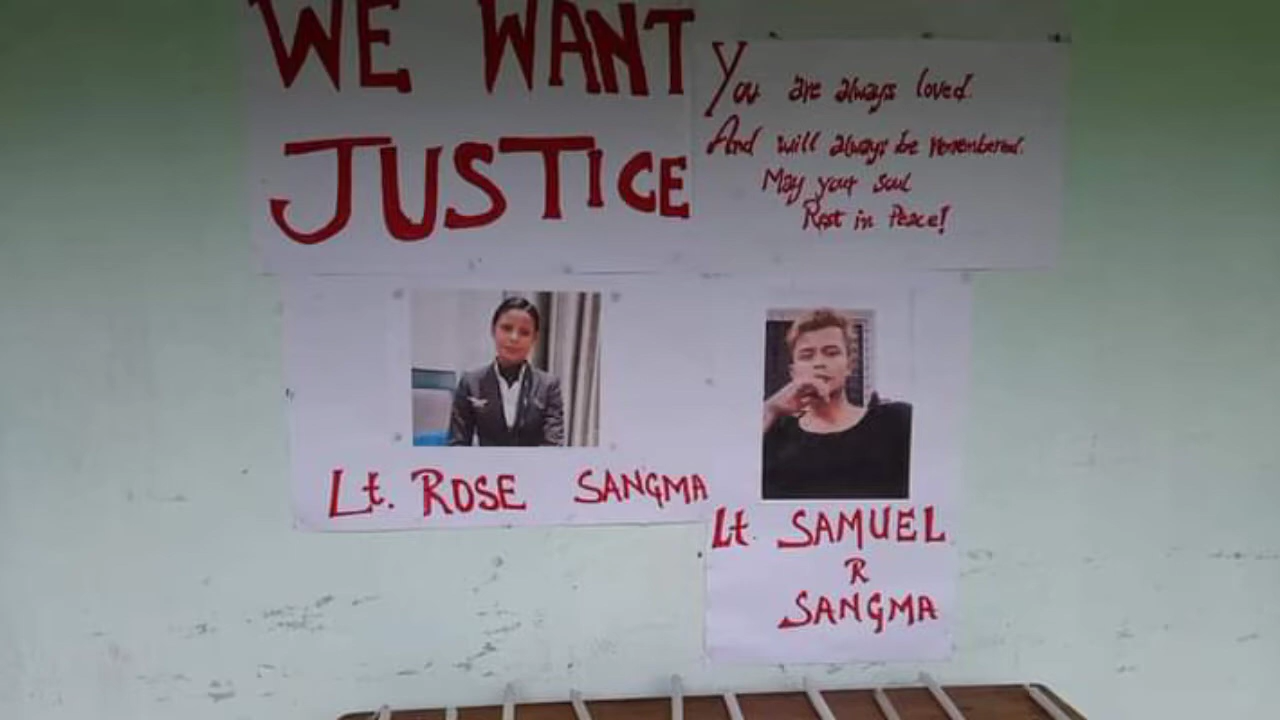 WE WANT
JUSTICE
You are always loved.
And will always be remembered.
May your soul
Rest in Peace!
Lt. ROSE SANGMA
Lt. SAMUEL
R
SANGMA